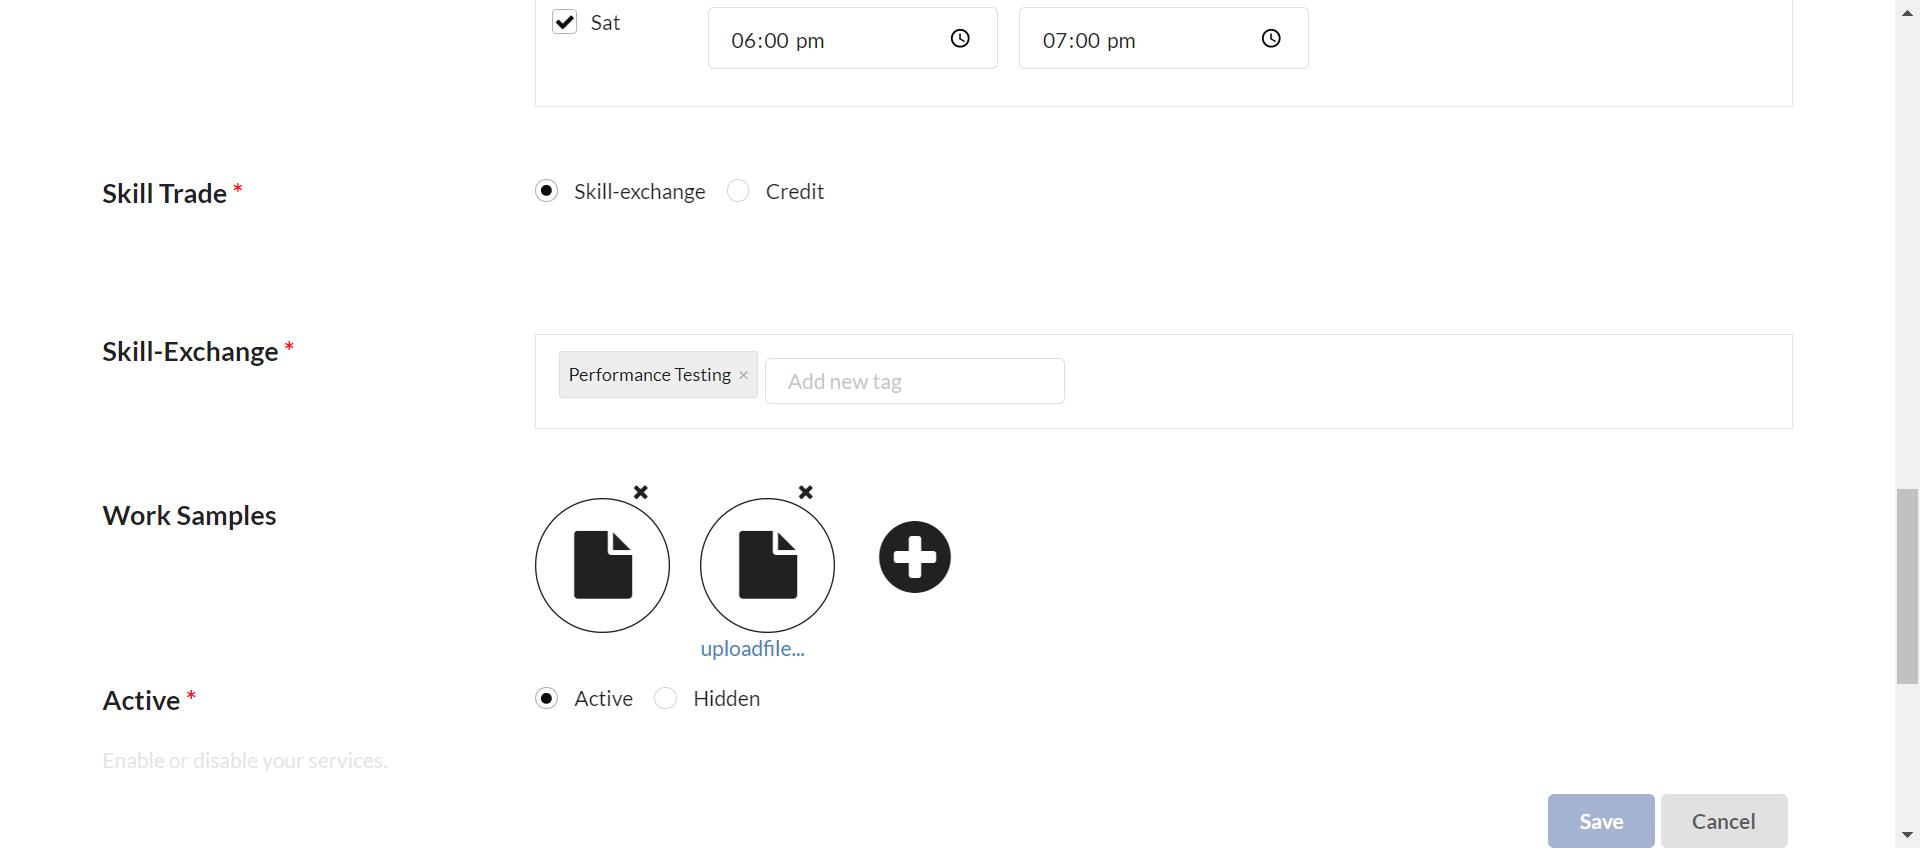 Sat 06:00 pm 07:00 pm
Skill Trade * Skill-exchange Credit
Skill-Exchange * Performance Testing × Add new tag
Work Samples
uploadfile...
Active * Active Hidden
Enable or disable your services.
Save Cancel